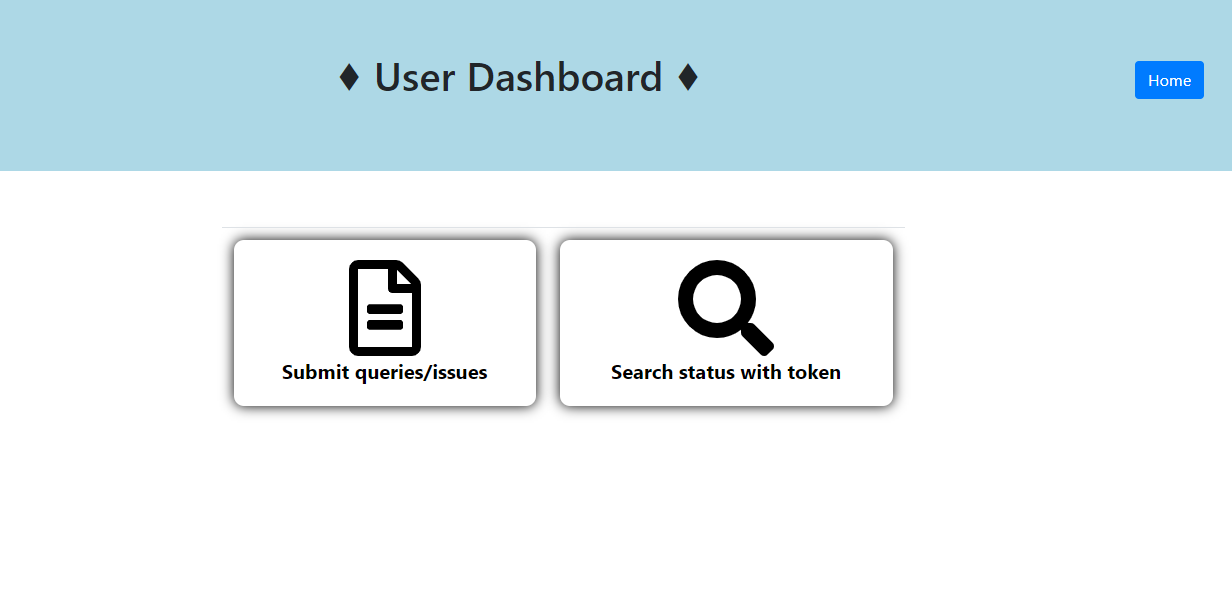 ♦ User Dashboard ♦
Home
Submit queries/issues
Search status with token